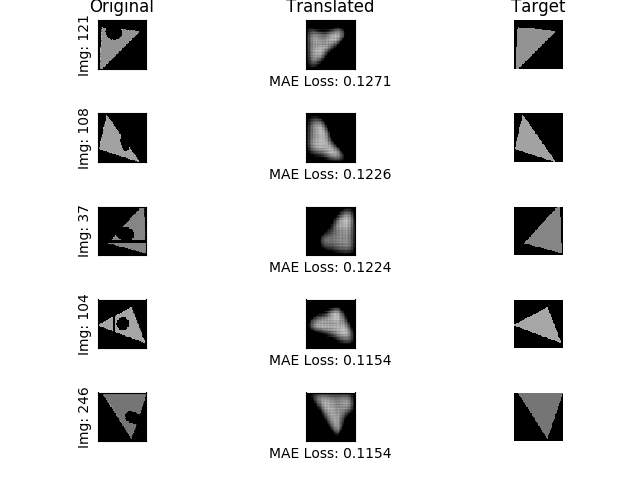 Original Translated Target
Img: 121
MAE Loss: 0.1271
Img: 108
MAE Loss: 0.1226
Img: 37
MAE Loss: 0.1224
Img: 104
MAE Loss: 0.1154
Img: 246
MAE Loss: 0.1154